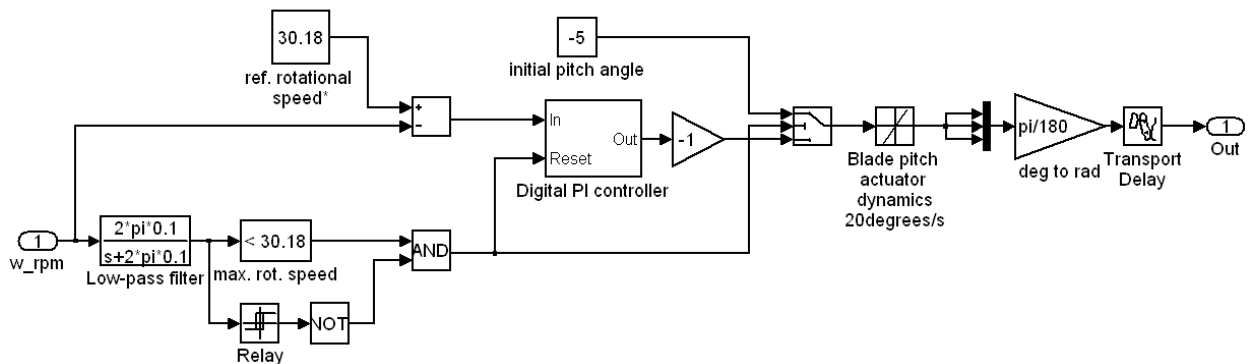 30.18
ref. rotational
speed*
-5
initial pitch angle
+
−
In
Out
Reset
Digital PI controller
-1
Blade pitch
actuator
dynamics
20degrees/s
pi/180
deg to rad
Transport
Delay
1
Out
1
w_rpm
2*pi*0.1
s+2*pi*0.1
Low-pass filter
< 30.18
max. rot. speed
AND
Relay
NOT